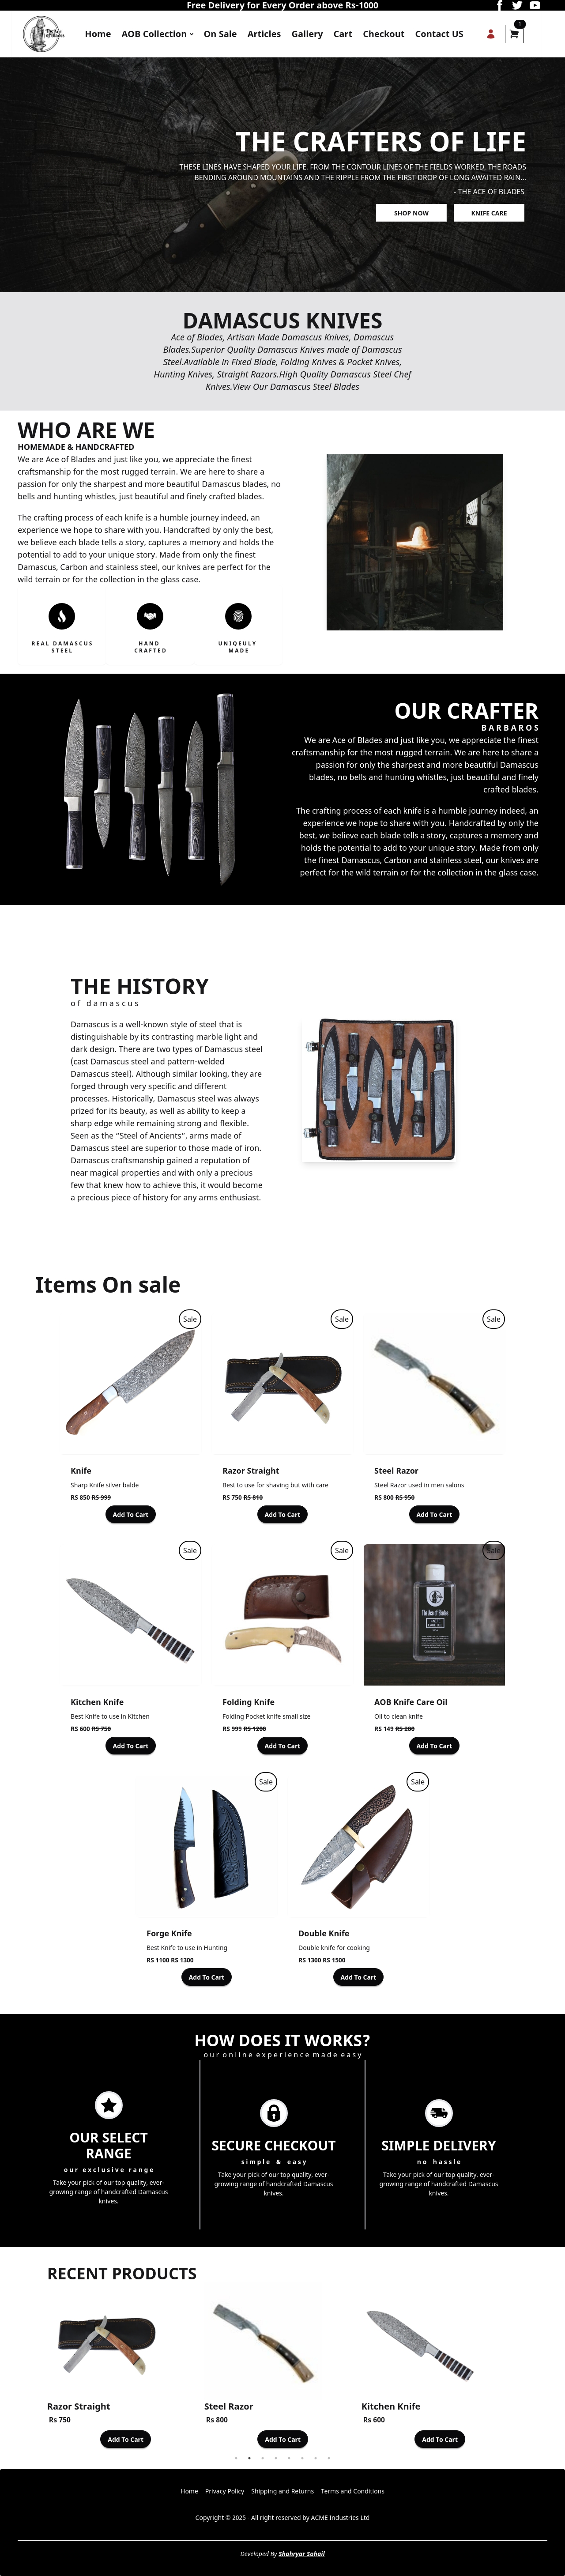 Free Delivery for Every Order above Rs-1000
The Ace of Blades
Home AOB Collection On Sale Articles Gallery Cart Checkout Contact US
1
THE CRAFTERS OF LIFE
THESE LINES HAVE SHAPED YOUR LIFE. FROM THE CONTOUR LINES OF THE FIELDS WORKED, THE ROADS
BENDING AROUND MOUNTAINS AND THE RIPPLE FROM THE FIRST DROP OF LONG AWAITED RAIN...
- THE ACE OF BLADES
SHOP NOW KNIFE CARE
DAMASCUS KNIVES
Ace of Blades, Artisan Made Damascus Knives, Damascus
Blades.Superior Quality Damascus Knives made of Damascus
Steel.Available in Fixed Blade, Folding Knives & Pocket Knives,
Hunting Knives, Straight Razors.High Quality Damascus Steel Chef
Knives.View Our Damascus Steel Blades
WHO ARE WE
HOMEMADE & HANDCRAFTED
We are Ace of Blades and just like you, we appreciate the finest
craftsmanship for the most rugged terrain. We are here to share a
passion for only the sharpest and more beautiful Damascus blades, no
bells and hunting whistles, just beautiful and finely crafted blades.
The crafting process of each knife is a humble journey indeed, an
experience we hope to share with you. Handcrafted by only the best,
we believe each blade tells a story, captures a memory and holds the
potential to add to your unique story. Made from only the finest
Damascus, Carbon and stainless steel, our knives are perfect for the
wild terrain or for the collection in the glass case.
REAL DAMASCUS
STEEL
HAND
CRAFTED
UNIQEULY
MADE
OUR CRAFTER
BARBAROS
We are Ace of Blades and just like you, we appreciate the finest
craftsmanship for the most rugged terrain. We are here to share a
passion for only the sharpest and more beautiful Damascus
blades, no bells and hunting whistles, just beautiful and finely
crafted blades.
The crafting process of each knife is a humble journey indeed, an
experience we hope to share with you. Handcrafted by only the
best, we believe each blade tells a story, captures a memory and
holds the potential to add to your unique story. Made from only
the finest Damascus, Carbon and stainless steel, our knives are
perfect for the wild terrain or for the collection in the glass case.
THE HISTORY
of damascus
Damascus is a well-known style of steel that is
distinguishable by its contrasting marble light and
dark design. There are two types of Damascus steel
(cast Damascus steel and pattern-welded
Damascus steel). Although similar looking, they are
forged through very specific and different
processes. Historically, Damascus steel was always
prized for its beauty, as well as ability to keep a
sharp edge while remaining strong and flexible.
Seen as the “Steel of Ancients”, arms made of
Damascus steel are superior to those made of iron.
Damascus craftsmanship gained a reputation of
near magical properties and with only a precious
few that knew how to achieve this, it would become
a precious piece of history for any arms enthusiast.
Items On sale
Sale Sale Sale
Knife Razor Straight Steel Razor
Sharp Knife silver balde Best to use for shaving but with care Steel Razor used in men salons
RS 850 RS 999 RS 750 RS 810 RS 800 RS 950
Add To Cart Add To Cart Add To Cart
Sale Sale Sale
The Ace of Blades
KNIFE
CARE OIL
Kitchen Knife Folding Knife AOB Knife Care Oil
Best Knife to use in Kitchen Folding Pocket knife small size Oil to clean knife
RS 600 RS 750 RS 999 RS 1200 RS 149 RS 200
Add To Cart Add To Cart Add To Cart
Sale Sale
Forge Knife Double Knife
Best Knife to use in Hunting Double knife for cooking
RS 1100 RS 1300 RS 1300 RS 1500
Add To Cart Add To Cart
HOW DOES IT WORKS?
our online experience made easy
OUR SELECT
RANGE
our exclusive range
Take your pick of our top quality, ever-
growing range of handcrafted Damascus
knives.
SECURE CHECKOUT
simple & easy
Take your pick of our top quality, ever-
growing range of handcrafted Damascus
knives.
SIMPLE DELIVERY
no hassle
Take your pick of our top quality, ever-
growing range of handcrafted Damascus
knives.
RECENT PRODUCTS
Razor Straight Steel Razor Kitchen Knife
Rs 750 Rs 800 Rs 600
Add To Cart Add To Cart Add To Cart
Home Privacy Policy Shipping and Returns Terms and Conditions
Copyright © 2025 - All right reserved by ACME Industries Ltd
Developed By Shahryar Sohail